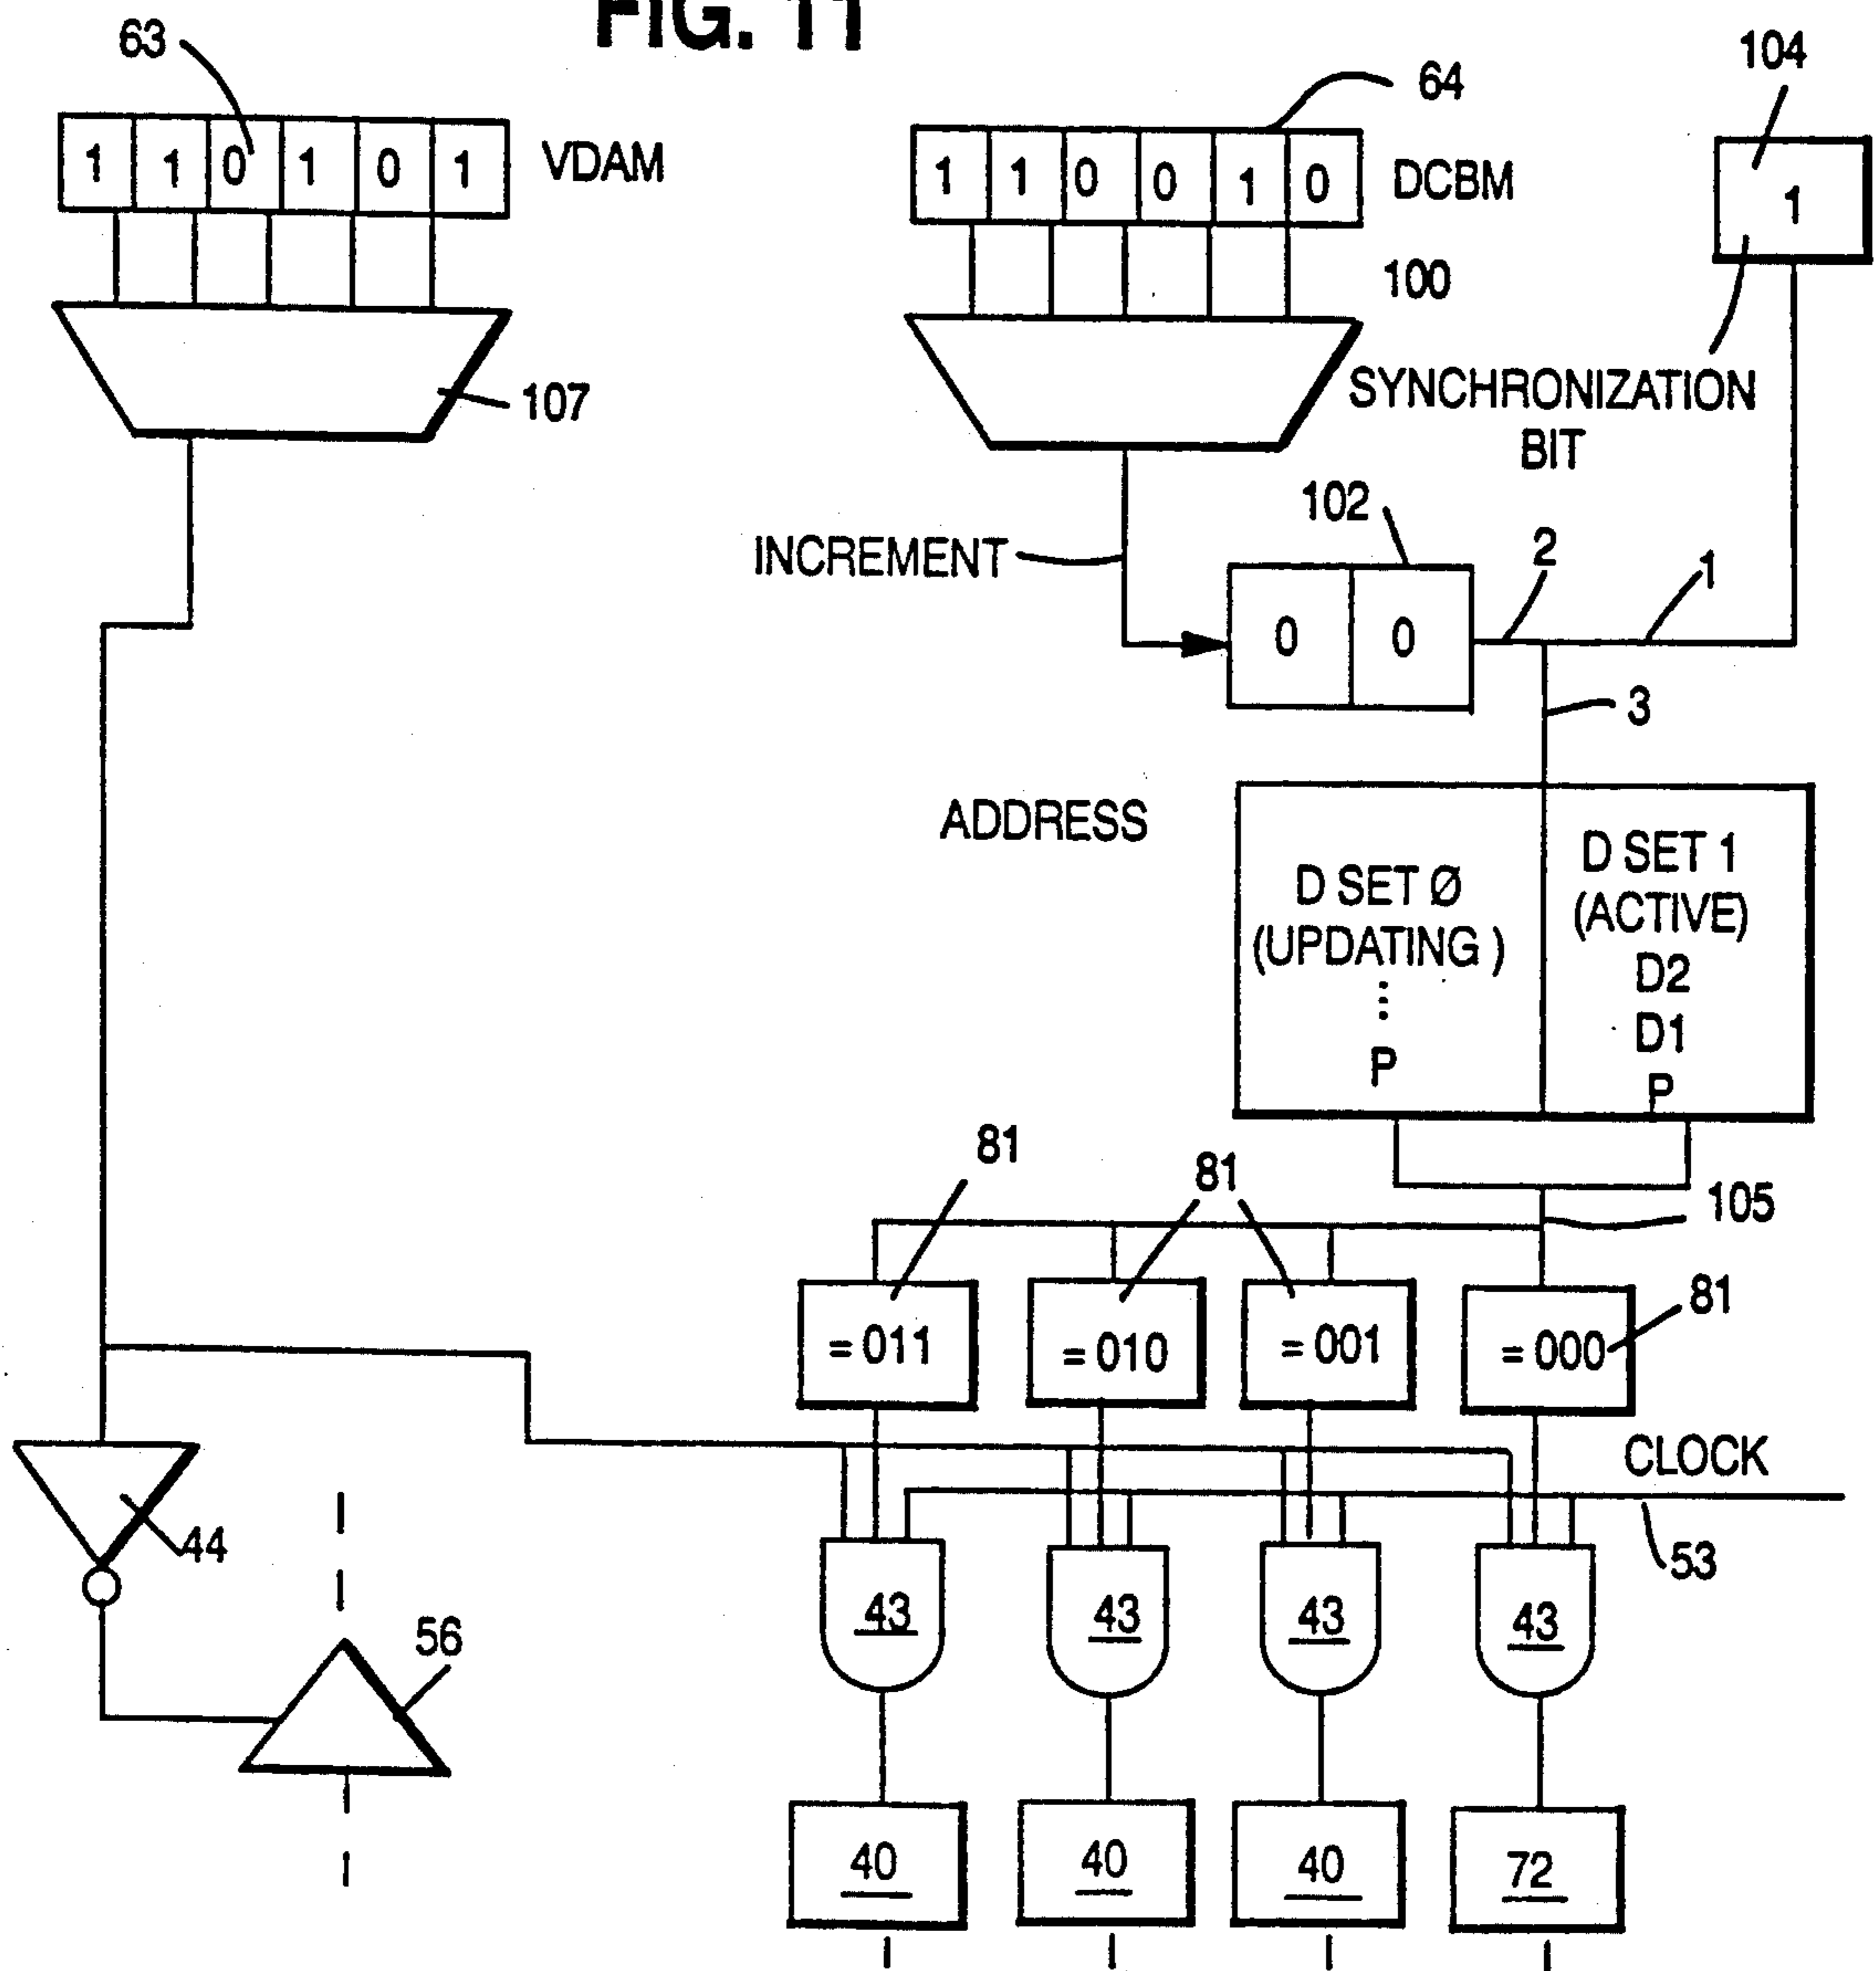 FIG. 11
63
64
104
1 1 0 1 0 1 VDAM
1 1 0 0 1 0 DCBM
1
100
107
SYNCHRONIZATION
BIT
102
INCREMENT
2
1
0 0
3
ADDRESS
D SET Ø
(UPDATING )
⋮
P
D SET 1
(ACTIVE)
D2
D1
P
81
81
105
81
= 011
= 010
= 001
= 000
CLOCK
44
53
43
43
43
43
56
40
40
40
72